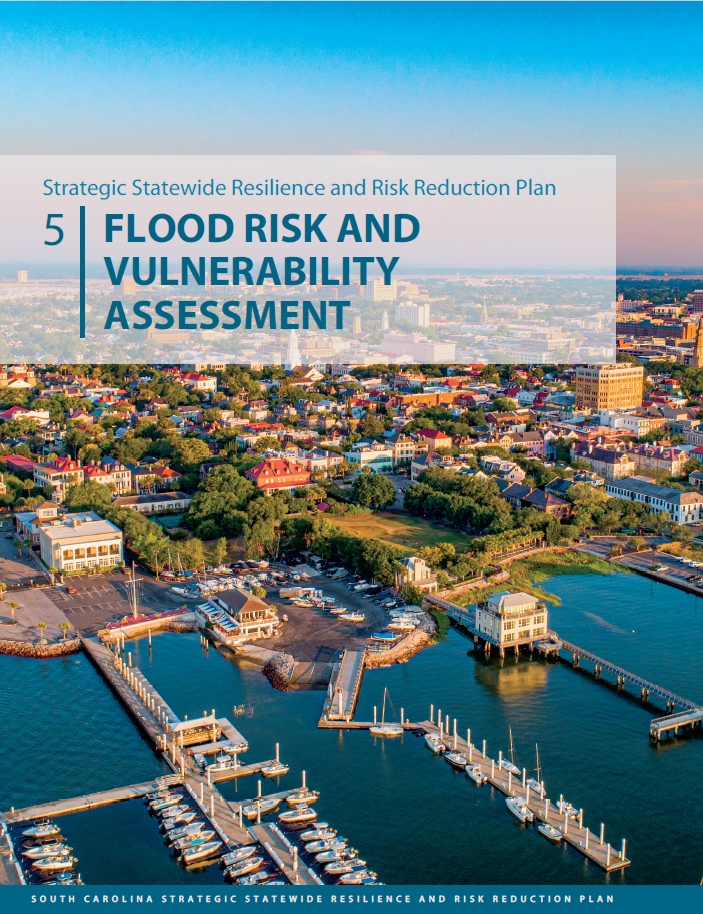 Strategic Statewide Resilience and Risk Reduction Plan
5
FLOOD RISK AND
VULNERABILITY
ASSESSMENT
SOUTH CAROLINA STRATEGIC STATEWIDE RESILIENCE AND RISK REDUCTION PLAN